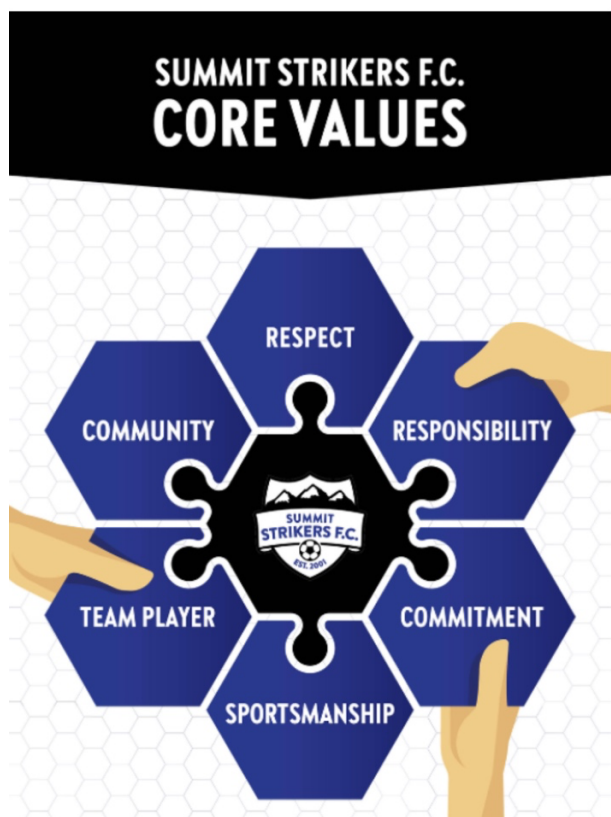 SUMMIT STRIKERS F.C.
CORE VALUES
RESPECT
COMMUNITY
RESPONSIBILITY
SUMMIT
STRIKERS F.C.
EST. 2001
TEAM PLAYER
COMMITMENT
SPORTSMANSHIP